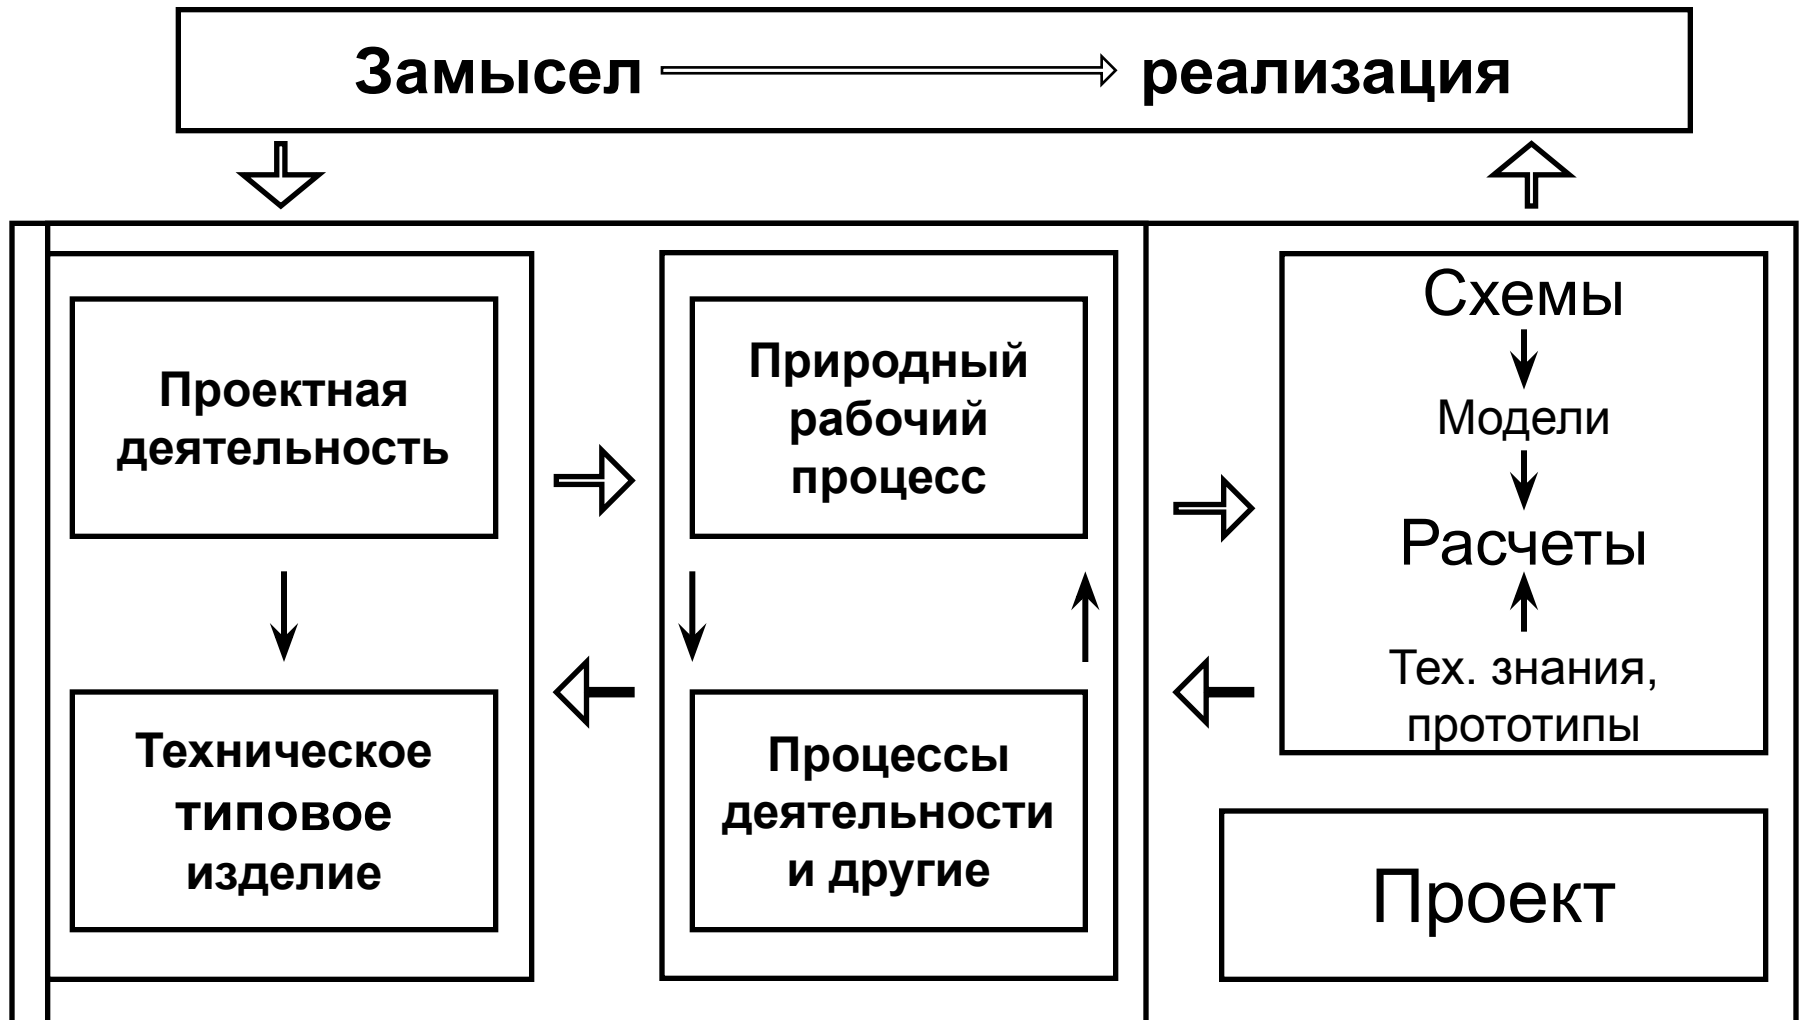 Замысел реализация
Проектная
деятельность
Техническое
типовое
изделие
Природный
рабочий
процесс
Процессы
деятельности
и другие
Схемы
Модели
Расчеты
Тех. знания,
прототипы
Проект